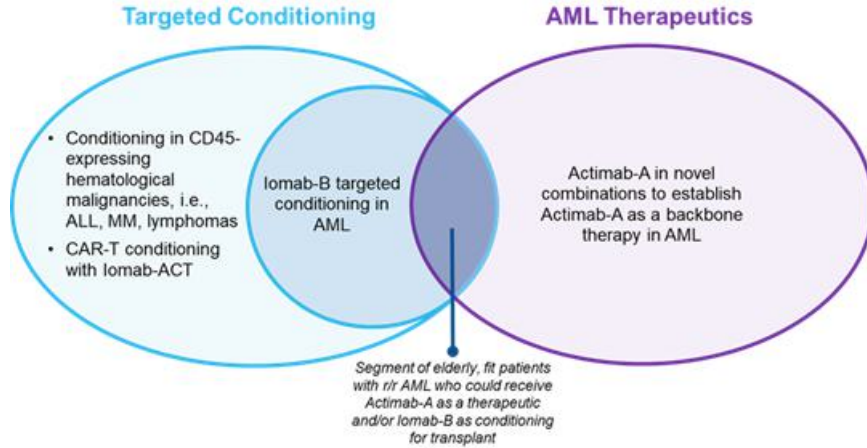 Targeted Conditioning
AML Therapeutics
• Conditioning in CD45-
expressing
hematological
malignancies, i.e.,
ALL, MM, lymphomas
• CAR-T conditioning
with Iomab-ACT
Iomab-B targeted
conditioning in
AML
Actimab-A in novel
combinations to establish
Actimab-A as a backbone
therapy in AML
Segment of elderly, fit patients
with r/r AML who could receive
Actimab-A as a therapeutic
and/or Iomab-B as conditioning
for transplant